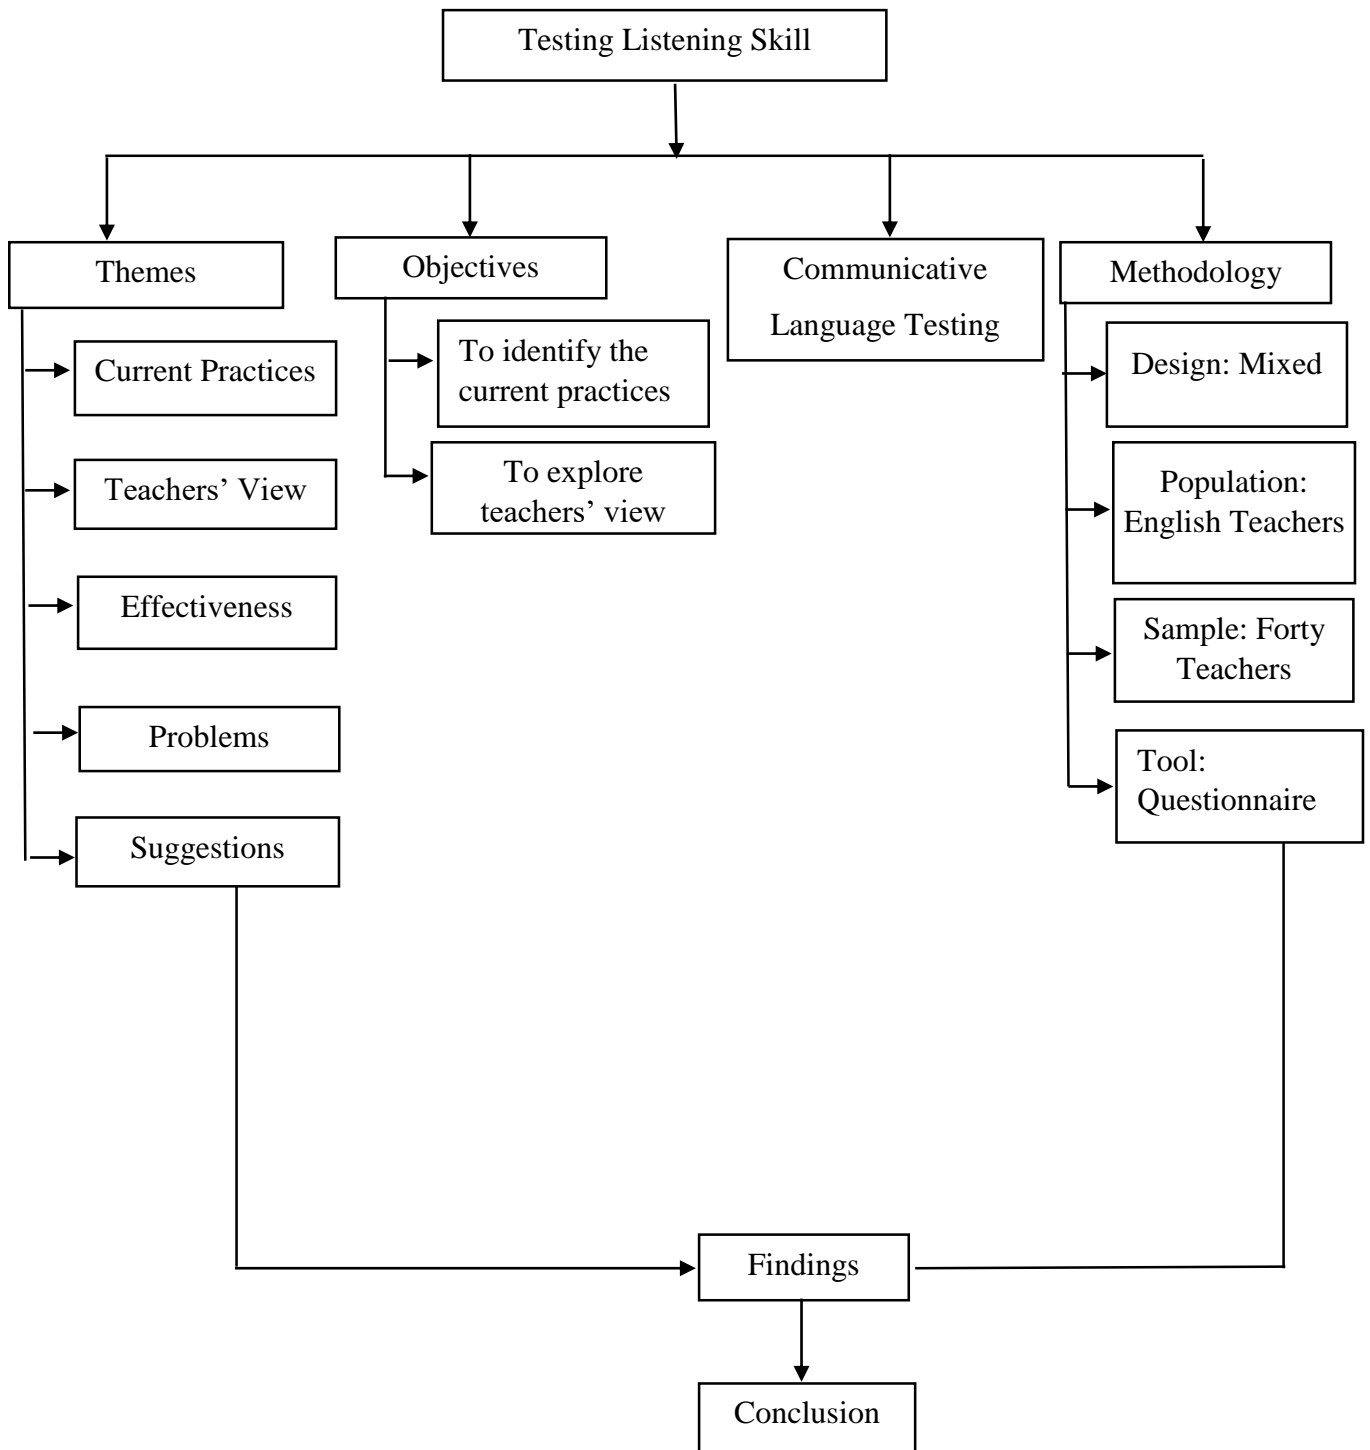 Testing Listening Skill
Themes
Current Practices
Teachers’ View
Effectiveness
Problems
Suggestions
Objectives
To identify the
current practices
To explore
teachers’ view
Communicative
Language Testing
Methodology
Design: Mixed
Population:
English Teachers
Sample: Forty
Teachers
Tool:
Questionnaire
Findings
Conclusion